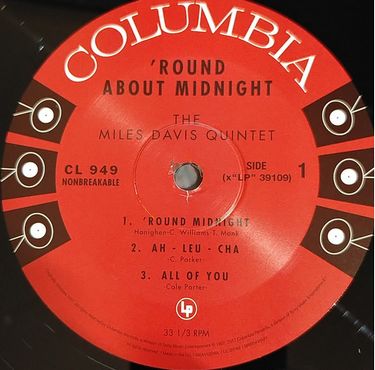 COLUMBIA
'ROUND
ABOUT MIDNIGHT
THE
MILES DAVIS QUINTET
CL 949
NONBREAKABLE
SIDE
(x"LP" 39109)
1
1. 'ROUND MIDNIGHT
Hanighen-C. Williams-T. Monk
2. AH - LEU - CHA
-C. Parker-
3. ALL OF YOU
-Cole Porter-
LP
33 1/3 RPM